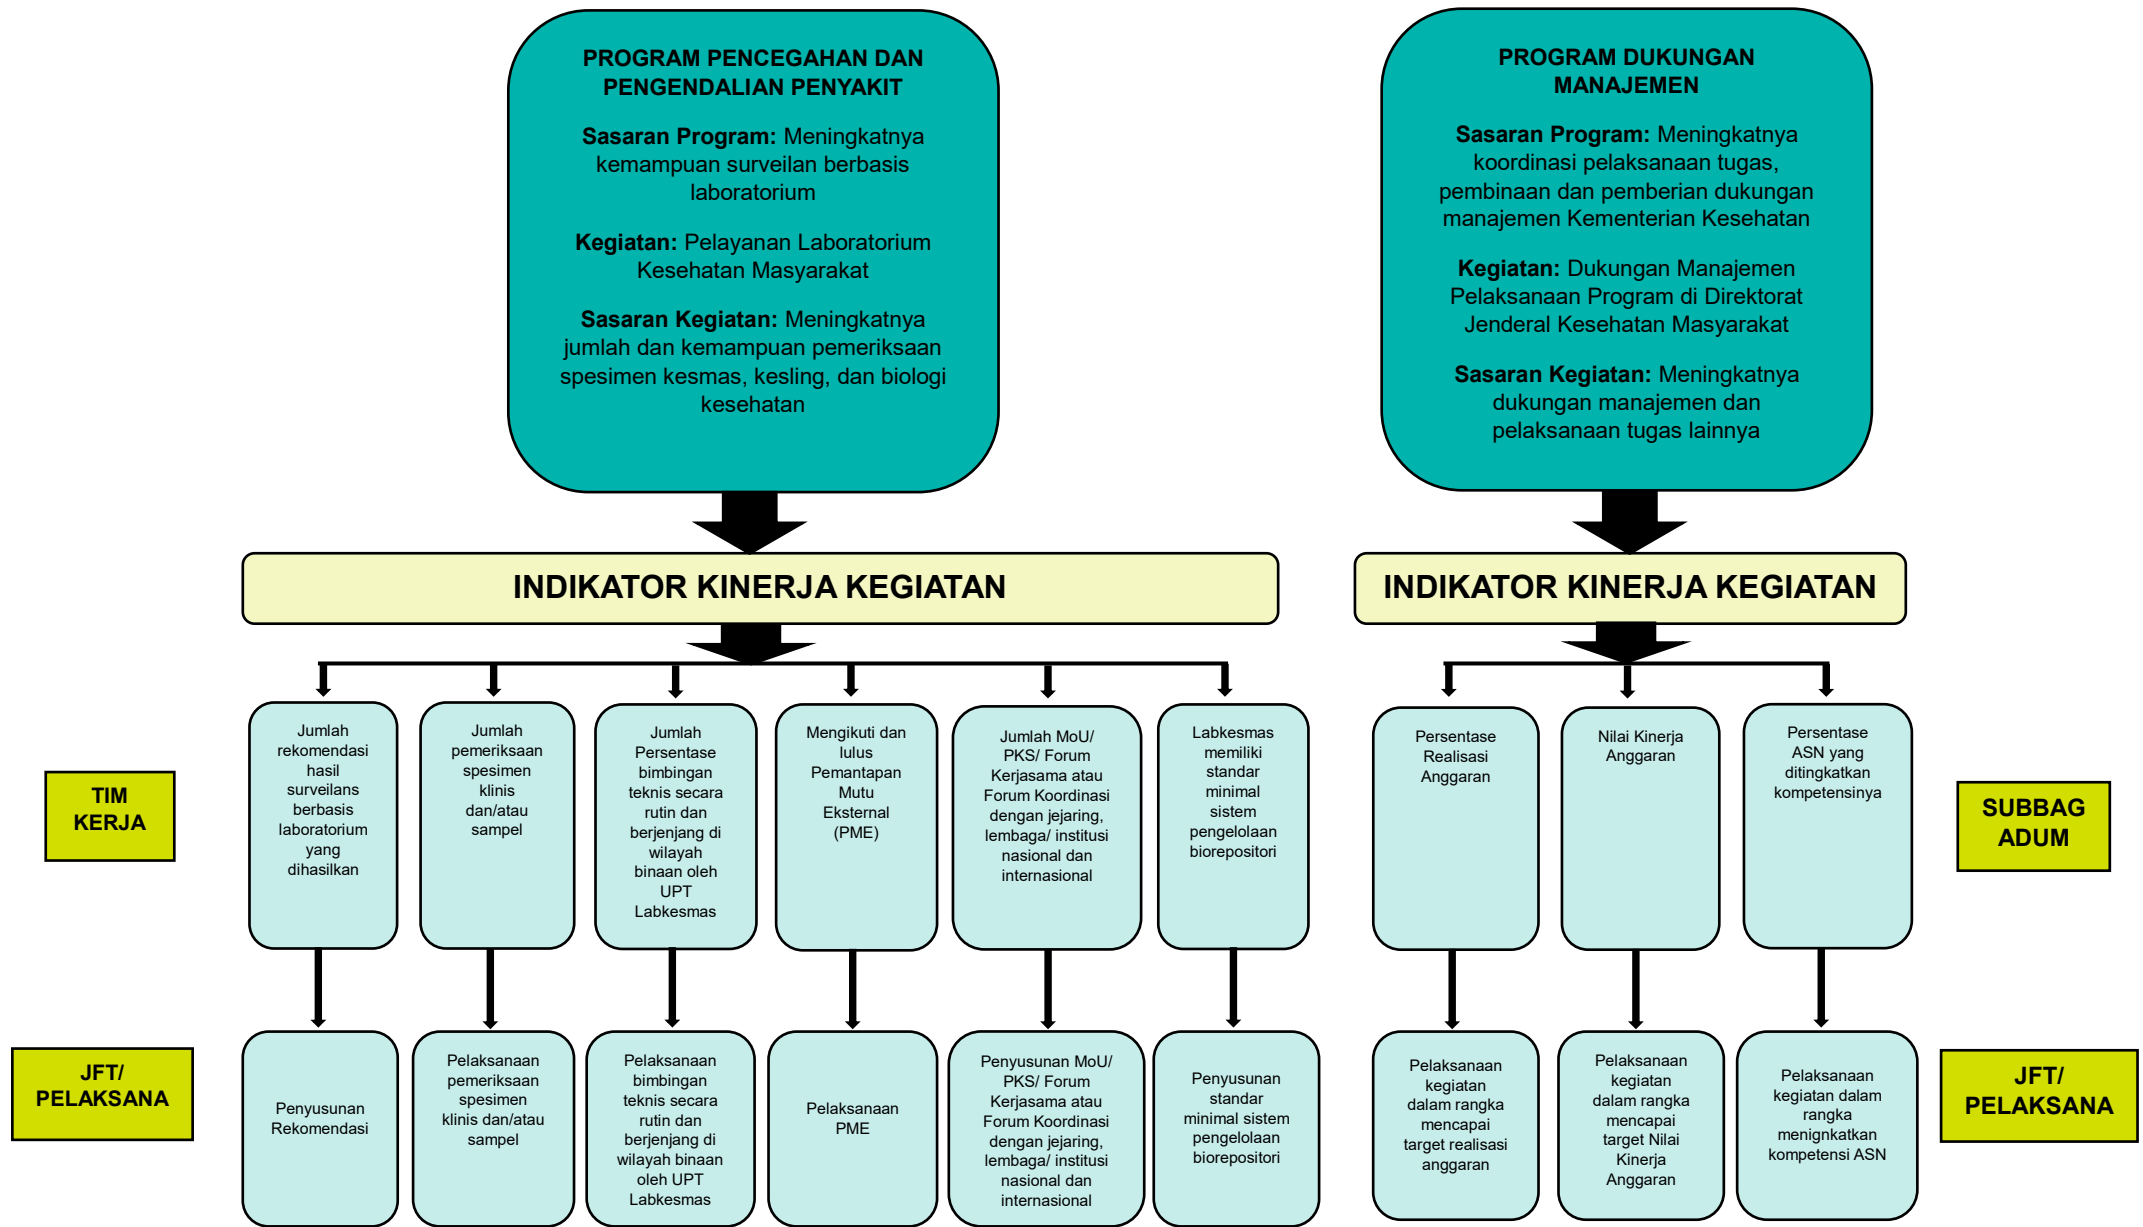 PROGRAM PENCEGAHAN DAN
PENGENDALIAN PENYAKIT
Sasaran Program: Meningkatnya
kemampuan surveilan berbasis
laboratorium
Kegiatan: Pelayanan Laboratorium
Kesehatan Masyarakat
Sasaran Kegiatan: Meningkatnya
jumlah dan kemampuan pemeriksaan
spesimen kesmas, kesling, dan biologi
kesehatan
PROGRAM DUKUNGAN
MANAJEMEN
Sasaran Program: Meningkatnya
koordinasi pelaksanaan tugas,
pembinaan dan pemberian dukungan
manajemen Kementerian Kesehatan
Kegiatan: Dukungan Manajemen
Pelaksanaan Program di Direktorat
Jenderal Kesehatan Masyarakat
Sasaran Kegiatan: Meningkatnya
dukungan manajemen dan
pelaksanaan tugas lainnya
INDIKATOR KINERJA KEGIATAN
INDIKATOR KINERJA KEGIATAN
TIM
KERJA
Jumlah
rekomendasi
hasil
surveilans
berbasis
laboratorium
yang
dihasilkan
Jumlah
pemeriksaan
spesimen
klinis
dan/atau
sampel
Jumlah
Persentase
bimbingan
teknis secara
rutin dan
berjenjang di
wilayah
binaan oleh
UPT
Labkesmas
Mengikuti dan
lulus
Pemantapan
Mutu
Eksternal
(PME)
Jumlah MoU/
PKS/ Forum
Kerjasama atau
Forum Koordinasi
dengan jejaring,
lembaga/ institusi
nasional dan
internasional
Labkesmas
memiliki
standar
minimal
sistem
pengelolaan
biorepositori
Persentase
Realisasi
Anggaran
Nilai Kinerja
Anggaran
Persentase
ASN yang
ditingkatkan
kompetensinya
SUBBAG
ADUM
JFT/
PELAKSANA
Penyusunan
Rekomendasi
Pelaksanaan
pemeriksaan
spesimen
klinis dan/atau
sampel
Pelaksanaan
bimbingan
teknis secara
rutin dan
berjenjang di
wilayah binaan
oleh UPT
Labkesmas
Pelaksanaan
PME
Penyusunan MoU/
PKS/ Forum
Kerjasama atau
Forum Koordinasi
dengan jejaring,
lembaga/ institusi
nasional dan
internasional
Penyusunan
standar
minimal sistem
pengelolaan
biorepositori
Pelaksanaan
kegiatan
dalam rangka
mencapai
target realisasi
anggaran
Pelaksanaan
kegiatan
dalam rangka
mencapai
target Nilai
Kinerja
Anggaran
Pelaksanaan
kegiatan dalam
rangka
menignkatkan
kompetensi ASN
JFT/
PELAKSANA